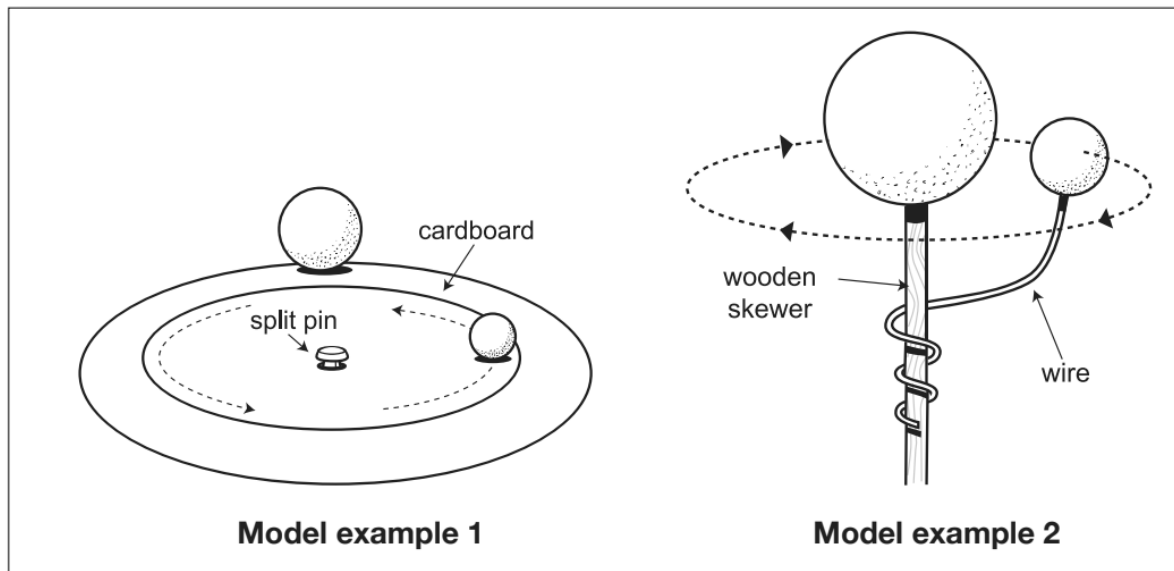 cardboard
split pin
Model example 1
wooden
skewer
wire
Model example 2